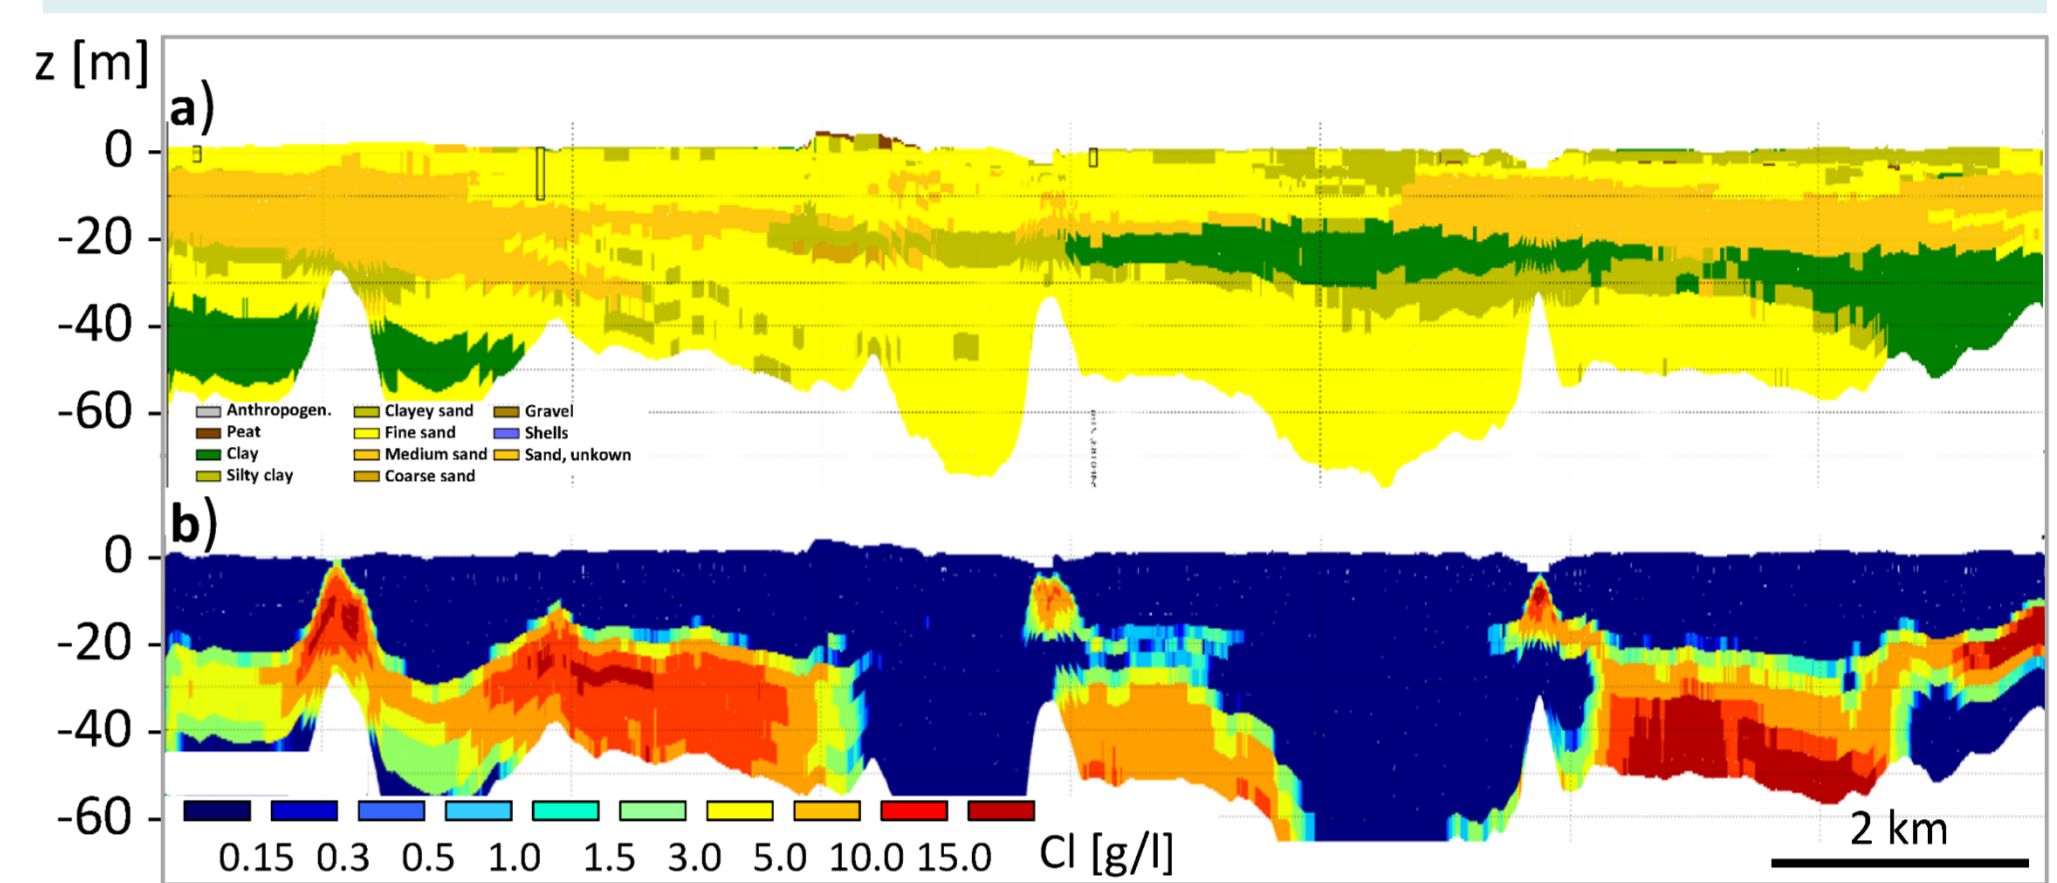 z [m]
a)
0
-20
-40
-60
Anthropogen. Clayey sand Gravel
Peat Fine sand Shells
Clay Medium sand Sand, unkown
Silty clay Coarse sand
b)
0
-20
-40
-60
2 km
0.15 0.3 0.5 1.0 1.5 3.0 5.0 10.0 15.0 Cl [g/l]